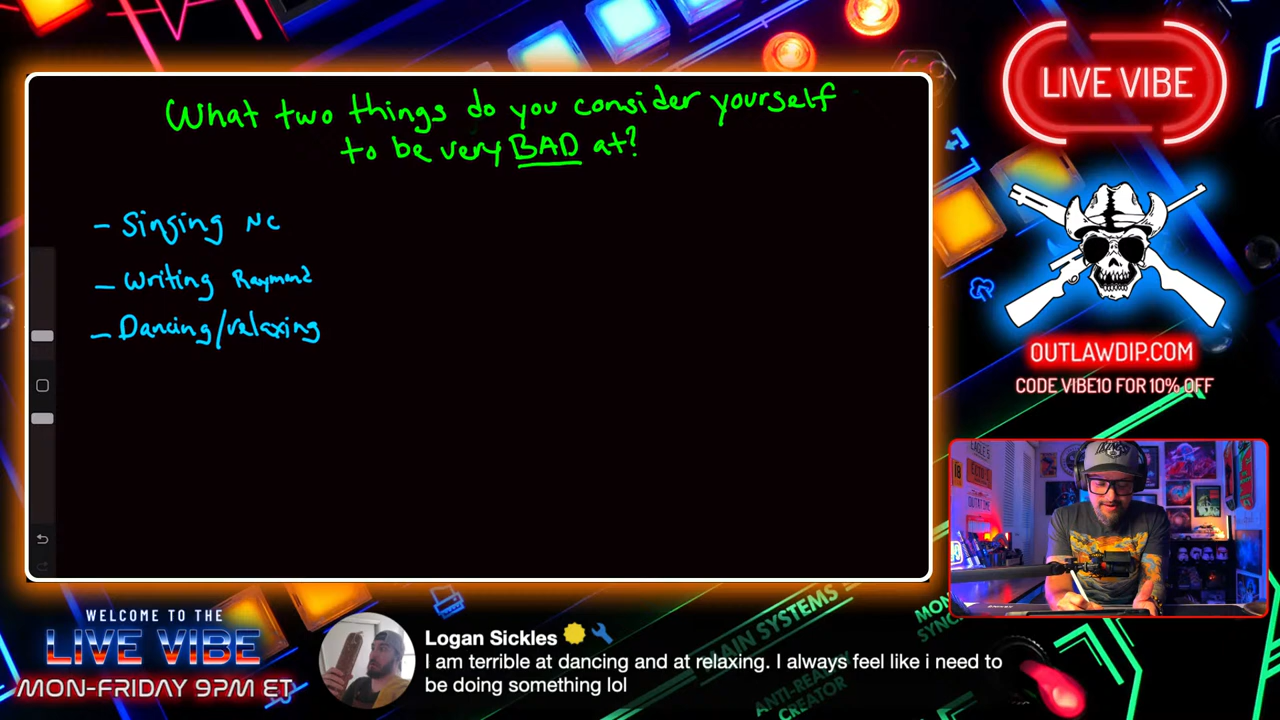 What two things do you consider yourself
to be very BAD at?
- Singing NC
- Writing Raymond
- Dancing/relaxing
LIVE VIBE
OUTLAWDIP.COM
CODE VIBE10 FOR 10% OFF
WELCOME TO THE
LIVE VIBE
MON-FRIDAY 9PM ET
Logan Sickles
I am terrible at dancing and at relaxing. I always feel like i need to
be doing something lol